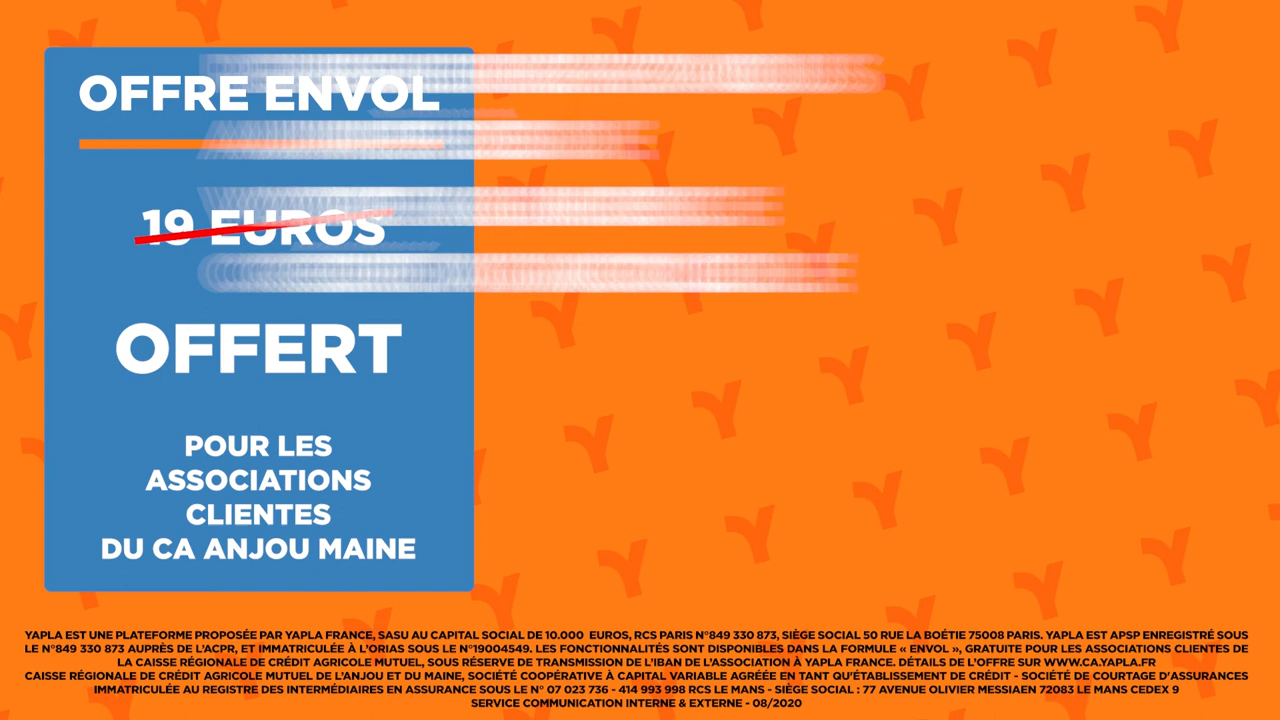 OFFRE ENVOL
19 EUROS
OFFERT
POUR LES
ASSOCIATIONS
CLIENTES
DU CA ANJOU MAINE
YAPLA EST UNE PLATEFORME PROPOSÉE PAR YAPLA FRANCE, SASU AU CAPITAL SOCIAL DE 10.000 EUROS, RCS PARIS N°849 330 873, SIÈGE SOCIAL 50 RUE LA BOÉTIE 75008 PARIS. YAPLA EST APSP ENREGISTRÉ SOUS
LE N°849 330 873 AUPRÈS DE L'ACPR, ET IMMATRICULÉE À L'ORIAS SOUS LE N°19004549. LES FONCTIONNALITÉS SONT DISPONIBLES DANS LA FORMULE « ENVOL », GRATUITE POUR LES ASSOCIATIONS CLIENTES DE
LA CAISSE RÉGIONALE DE CRÉDIT AGRICOLE MUTUEL, SOUS RÉSERVE DE TRANSMISSION DE L'IBAN DE L'ASSOCIATION À YAPLA FRANCE. DÉTAILS DE L'OFFRE SUR WWW.CA.YAPLA.FR
CAISSE RÉGIONALE DE CRÉDIT AGRICOLE MUTUEL DE L'ANJOU ET DU MAINE, SOCIÉTÉ COOPÉRATIVE À CAPITAL VARIABLE AGRÉÉE EN TANT QU'ÉTABLISSEMENT DE CRÉDIT - SOCIÉTÉ DE COURTAGE D'ASSURANCES
IMMATRICULÉE AU REGISTRE DES INTERMÉDIAIRES EN ASSURANCE SOUS LE N° 07 023 736 - 414 993 998 RCS LE MANS - SIÈGE SOCIAL : 77 AVENUE OLIVIER MESSIAEN 72083 LE MANS CEDEX 9
SERVICE COMMUNICATION INTERNE & EXTERNE - 08/2020